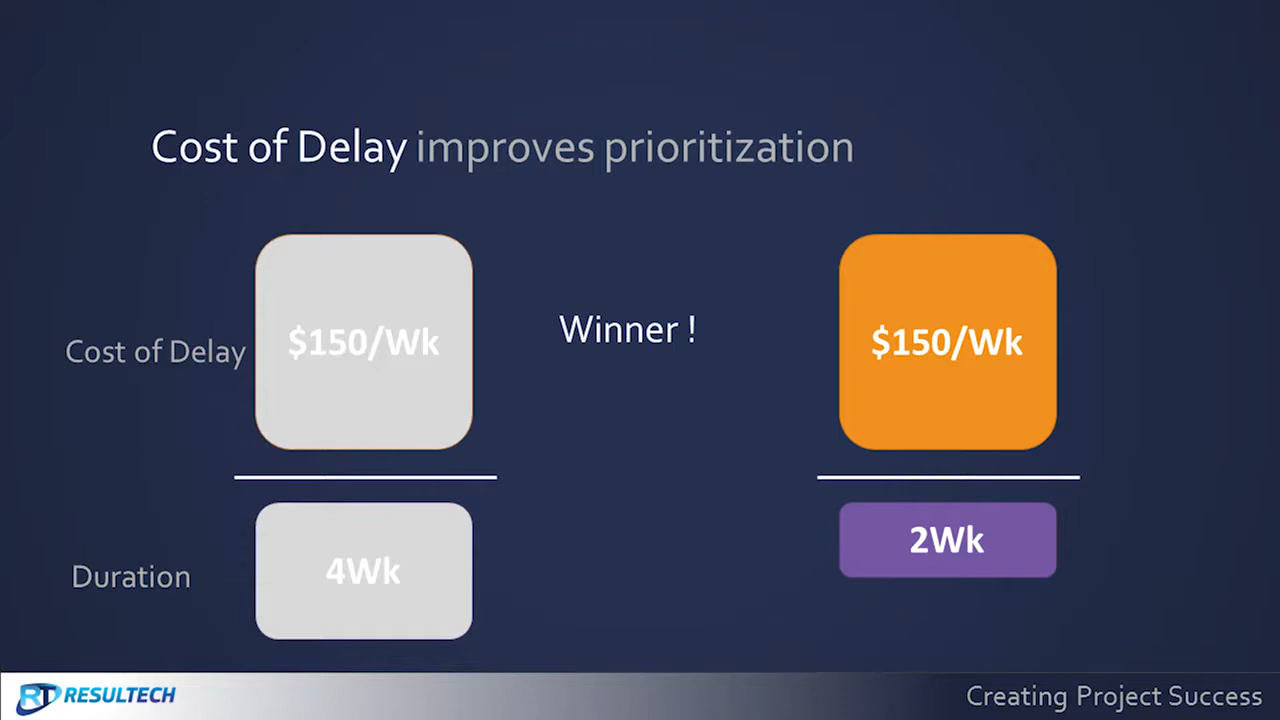 Cost of Delay improves prioritization
Cost of Delay
$150/Wk
Winner !
$150/Wk
Duration
4Wk
2Wk
RT RESULTECH
Creating Project Success